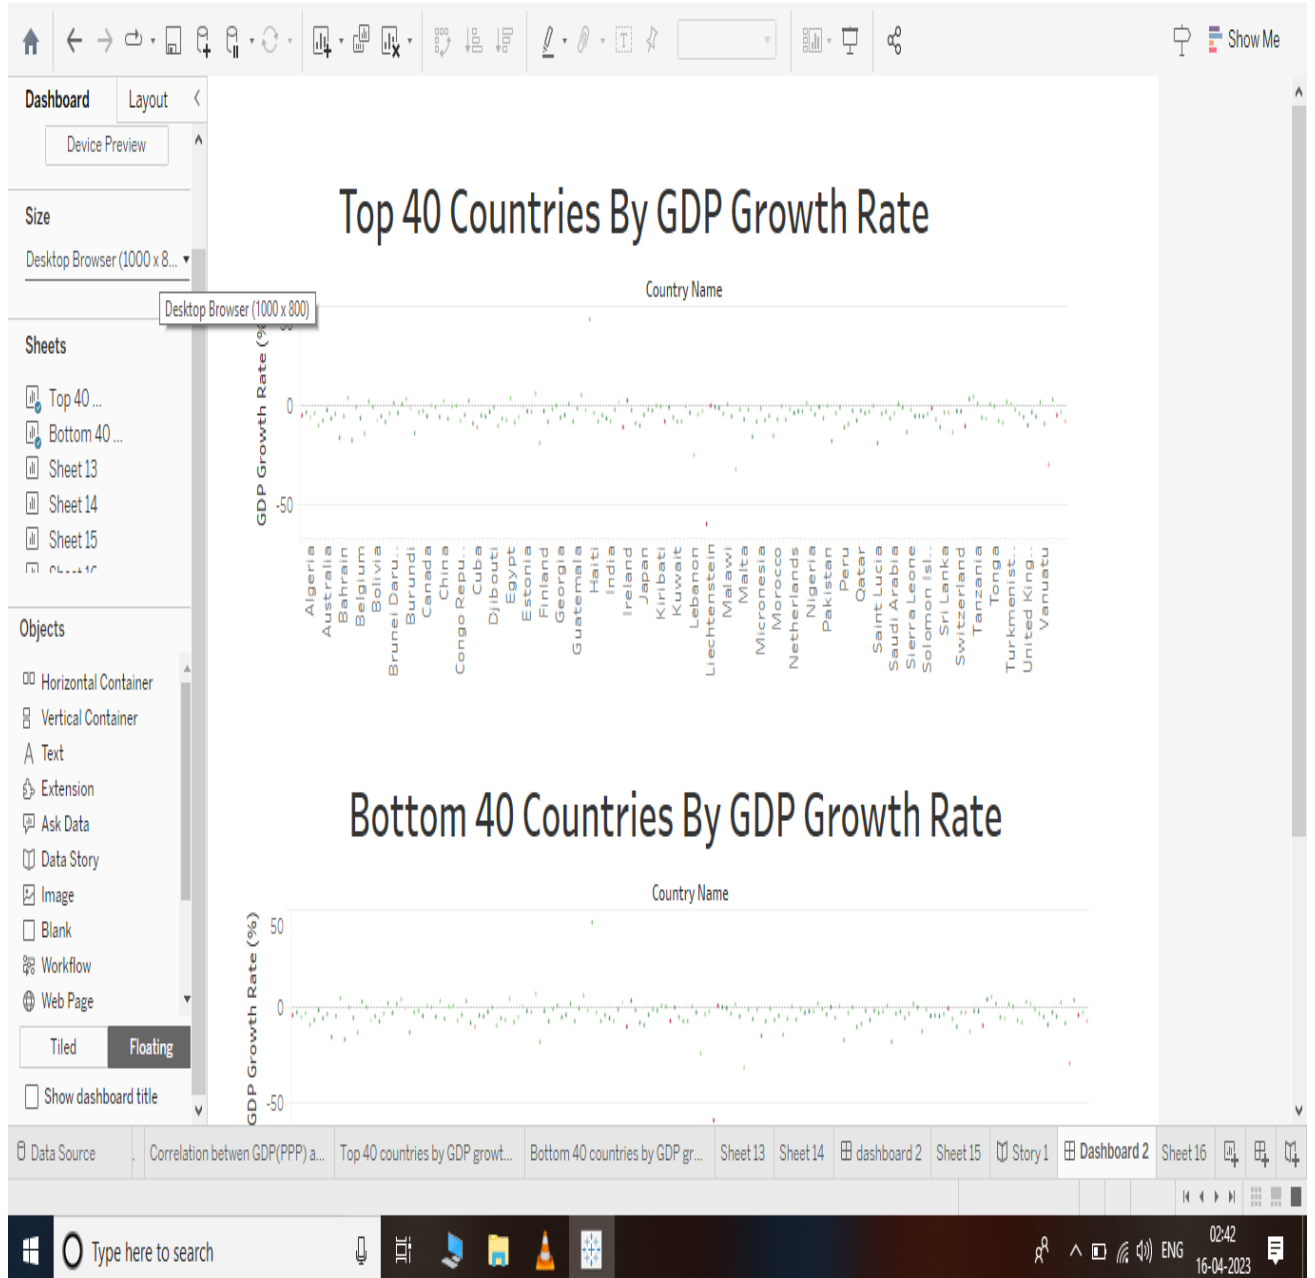 Show Me
Dashboard
Layout
Device Preview
Size
Desktop Browser (1000 x 8...
Desktop Browser (1000 x 800)
Sheets
Top 40 ...
Bottom 40 ...
Sheet 13
Sheet 14
Sheet 15
Objects
Horizontal Container
Vertical Container
Text
Extension
Ask Data
Data Story
Image
Blank
Workflow
Web Page
Tiled
Floating
Show dashboard title
Top 40 Countries By GDP Growth Rate
Country Name
GDP Growth Rate (%)
0
-50
Algeria
Australia
Bahrain
Belgium
Bolivia
Brunei Daru..
Burundi
Canada
China
Congo Repu..
Cuba
Djibouti
Egypt
Estonia
Finland
Georgia
Guatemala
Haiti
India
Ireland
Japan
Kiribati
Kuwait
Lebanon
Liechtenstein
Malawi
Malta
Micronesia
Morocco
Netherlands
Nigeria
Pakistan
Peru
Qatar
Saint Lucia
Saudi Arabia
Sierra Leone
Solomon Isl..
Sri Lanka
Switzerland
Tanzania
Tonga
Turkmenist..
United King..
Vanuatu
Bottom 40 Countries By GDP Growth Rate
Country Name
GDP Growth Rate (%)
50
0
-50
Data Source
Correlation betwen GDP(PPP) a...
Top 40 countries by GDP growt...
Bottom 40 countries by GDP gr...
Sheet 13
Sheet 14
dashboard 2
Sheet 15
Story 1
Dashboard 2
Sheet 16
Type here to search
ENG
02:42
16-04-2023